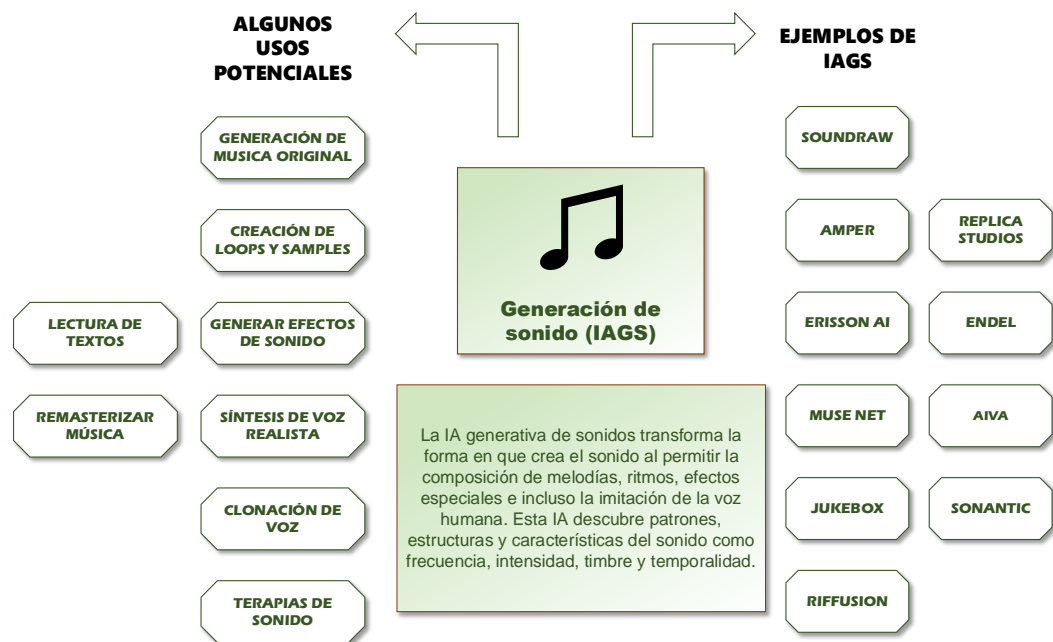 ALGUNOS
USOS
POTENCIALES
GENERACIÓN DE
MUSICA ORIGINAL
CREACIÓN DE
LOOPS Y SAMPLES
LECTURA DE
TEXTOS
GENERAR EFECTOS
DE SONIDO
REMASTERIZAR
MÚSICA
SÍNTESIS DE VOZ
REALISTA
CLONACIÓN DE
VOZ
TERAPIAS DE
SONIDO
Generación de
sonido (IAGS)
La IA generativa de sonidos transforma la
forma en que crea el sonido al permitir la
composición de melodías, ritmos, efectos
especiales e incluso la imitación de la voz
humana. Esta IA descubre patrones,
estructuras y características del sonido como
frecuencia, intensidad, timbre y temporalidad.
EJEMPLOS DE
IAGS
SOUNDRAW
AMPER
REPLICA
STUDIOS
ERISSON AI
ENDEL
MUSE NET
AIVA
JUKEBOX
SONANTIC
RIFFUSION